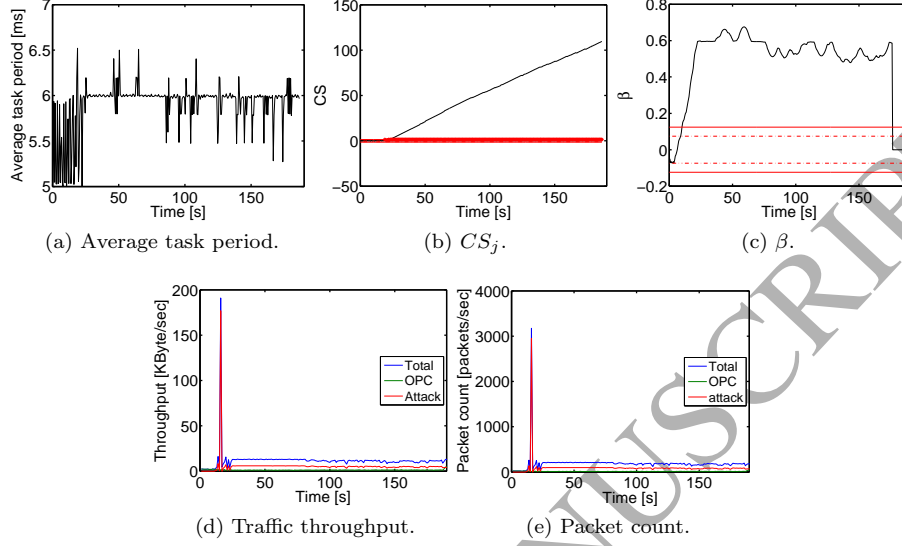 Average task period [ms]
6.5
6
5.5
5
0
50
100
150
Time [s]
(a) Average task period.
CS
150
100
50
0
−50
0
50
100
150
Time [s]
(b) CSj.
β
0.8
0.6
0.4
0.2
0
−0.2
0
50
100
150
Time [s]
(c) β.
Throughput [KByte/sec]
200
150
100
50
0
0
50
100
150
Time [s]
Total
OPC
Attack
(d) Traffic throughput.
Packet count [packets/sec]
4000
3000
2000
1000
0
0
50
100
150
Time [s]
Total
OPC
attack
(e) Packet count.
NUSCRIP